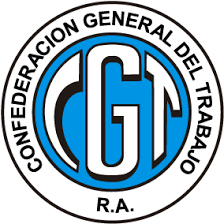 CONFEDERACION GENERAL DEL TRABAJO
CGT
R.A.